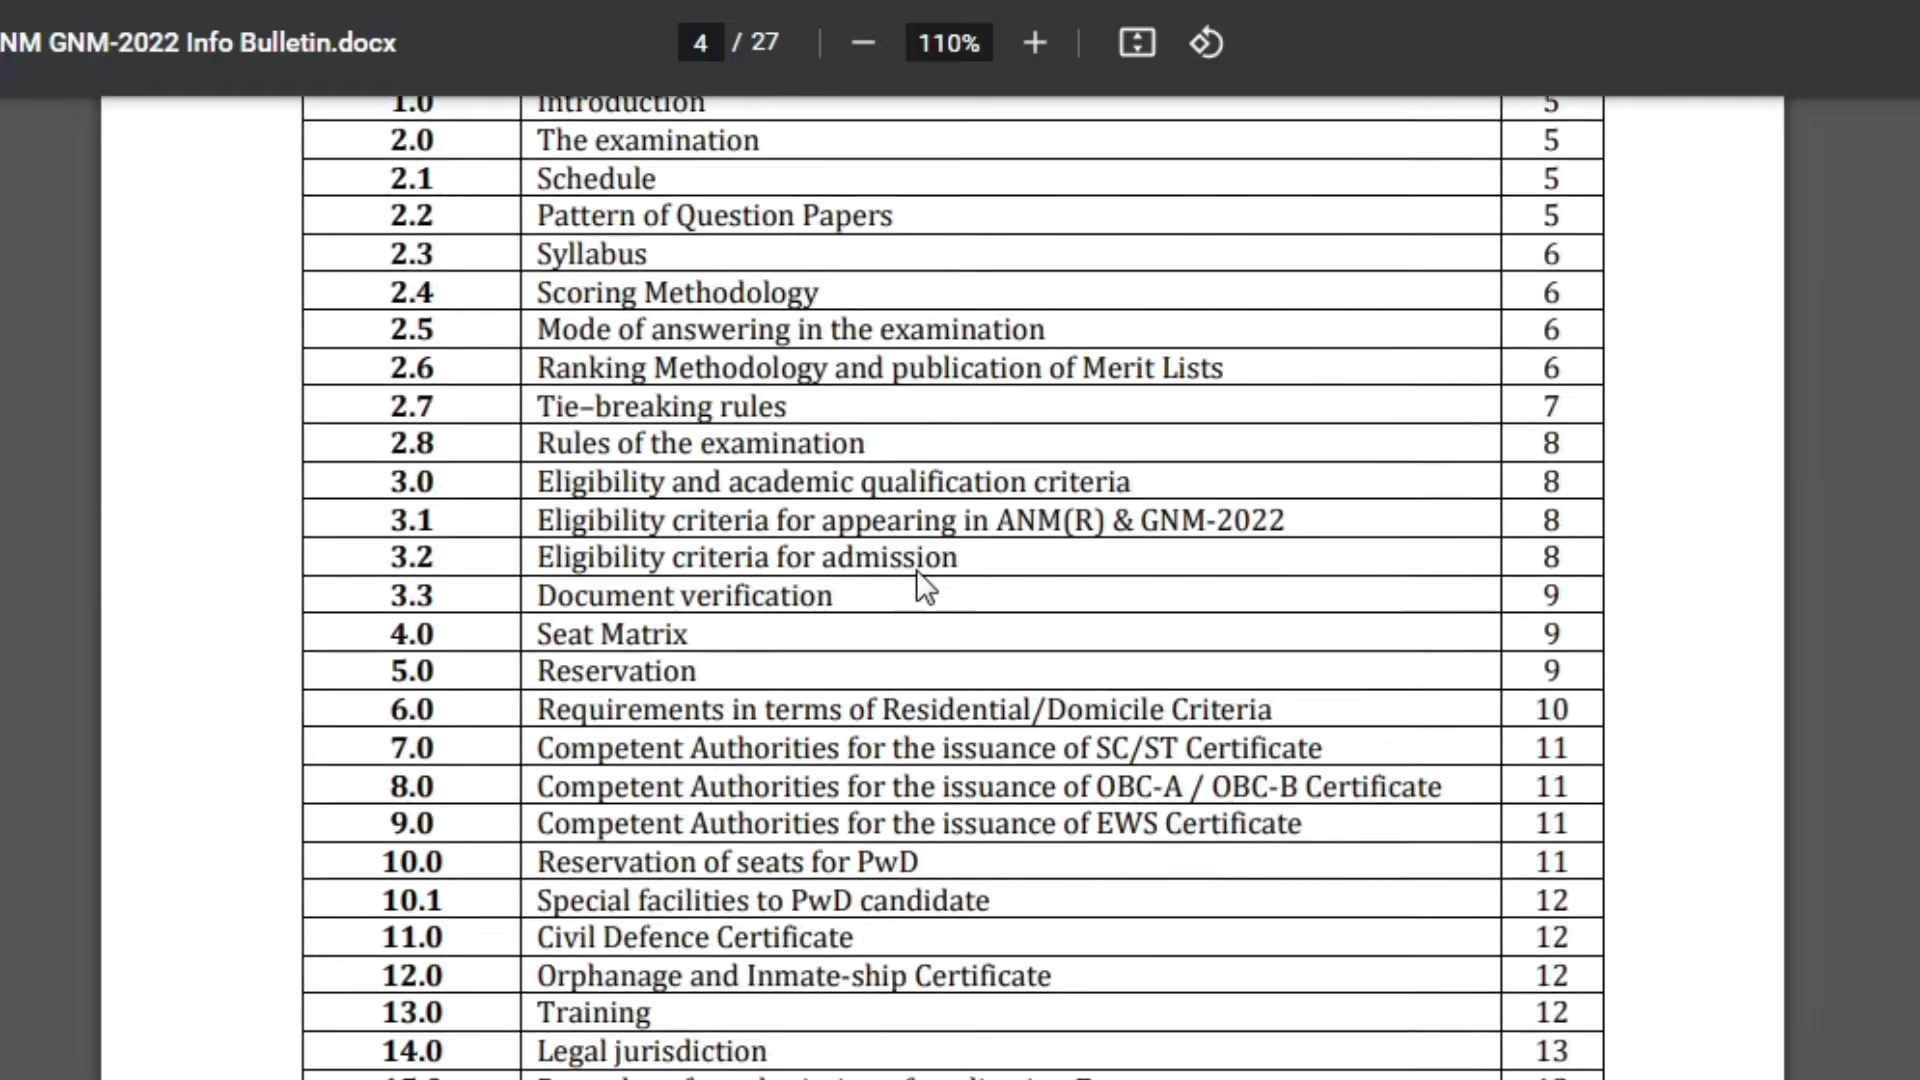 NM GNM-2022 Info Bulletin.docx 4 / 27 110%
1.0 Introduction 5
2.0 The examination 5
2.1 Schedule 5
2.2 Pattern of Question Papers 5
2.3 Syllabus 6
2.4 Scoring Methodology 6
2.5 Mode of answering in the examination 6
2.6 Ranking Methodology and publication of Merit Lists 6
2.7 Tie–breaking rules 7
2.8 Rules of the examination 8
3.0 Eligibility and academic qualification criteria 8
3.1 Eligibility criteria for appearing in ANM(R) & GNM-2022 8
3.2 Eligibility criteria for admission 8
3.3 Document verification 9
4.0 Seat Matrix 9
5.0 Reservation 9
6.0 Requirements in terms of Residential/Domicile Criteria 10
7.0 Competent Authorities for the issuance of SC/ST Certificate 11
8.0 Competent Authorities for the issuance of OBC-A / OBC-B Certificate 11
9.0 Competent Authorities for the issuance of EWS Certificate 11
10.0 Reservation of seats for PwD 11
10.1 Special facilities to PwD candidate 12
11.0 Civil Defence Certificate 12
12.0 Orphanage and Inmate-ship Certificate 12
13.0 Training 12
14.0 Legal jurisdiction 13